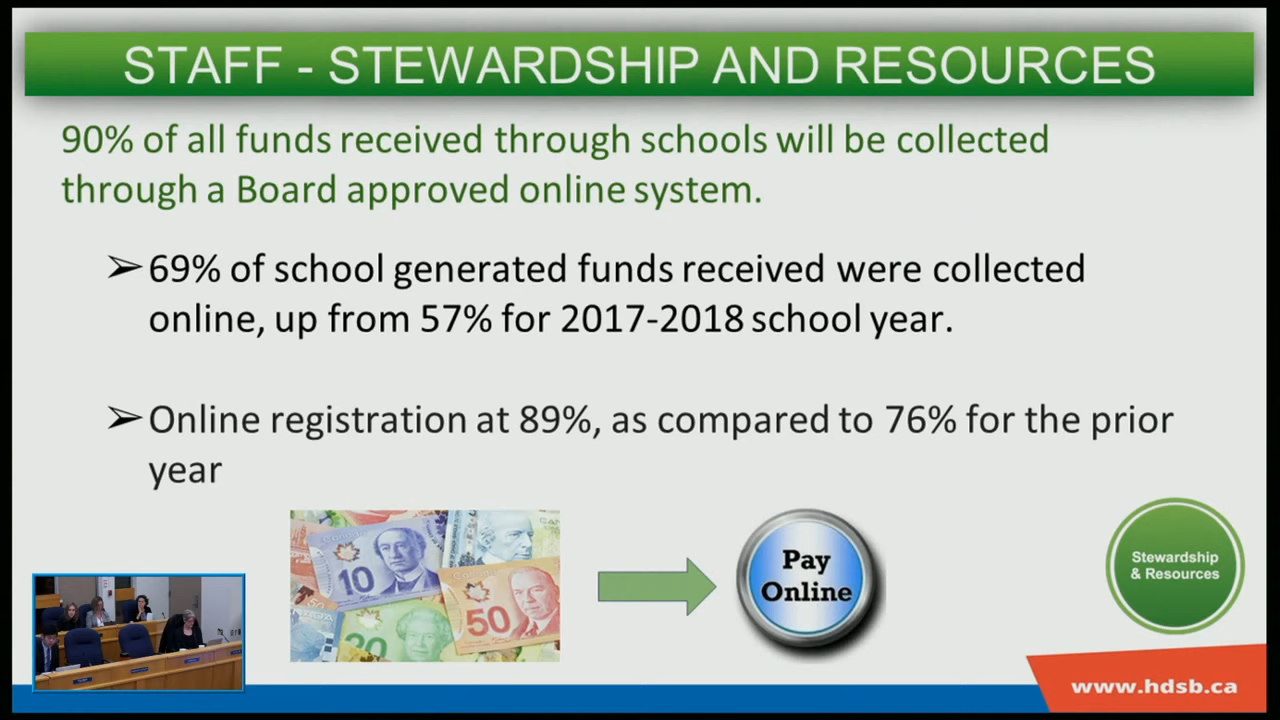 STAFF - STEWARDSHIP AND RESOURCES
90% of all funds received through schools will be collected
through a Board approved online system.
➢69% of school generated funds received were collected
online, up from 57% for 2017-2018 school year.
➢Online registration at 89%, as compared to 76% for the prior
year
10
20
50
Pay
Online
Stewardship
& Resources
www.hdsb.ca